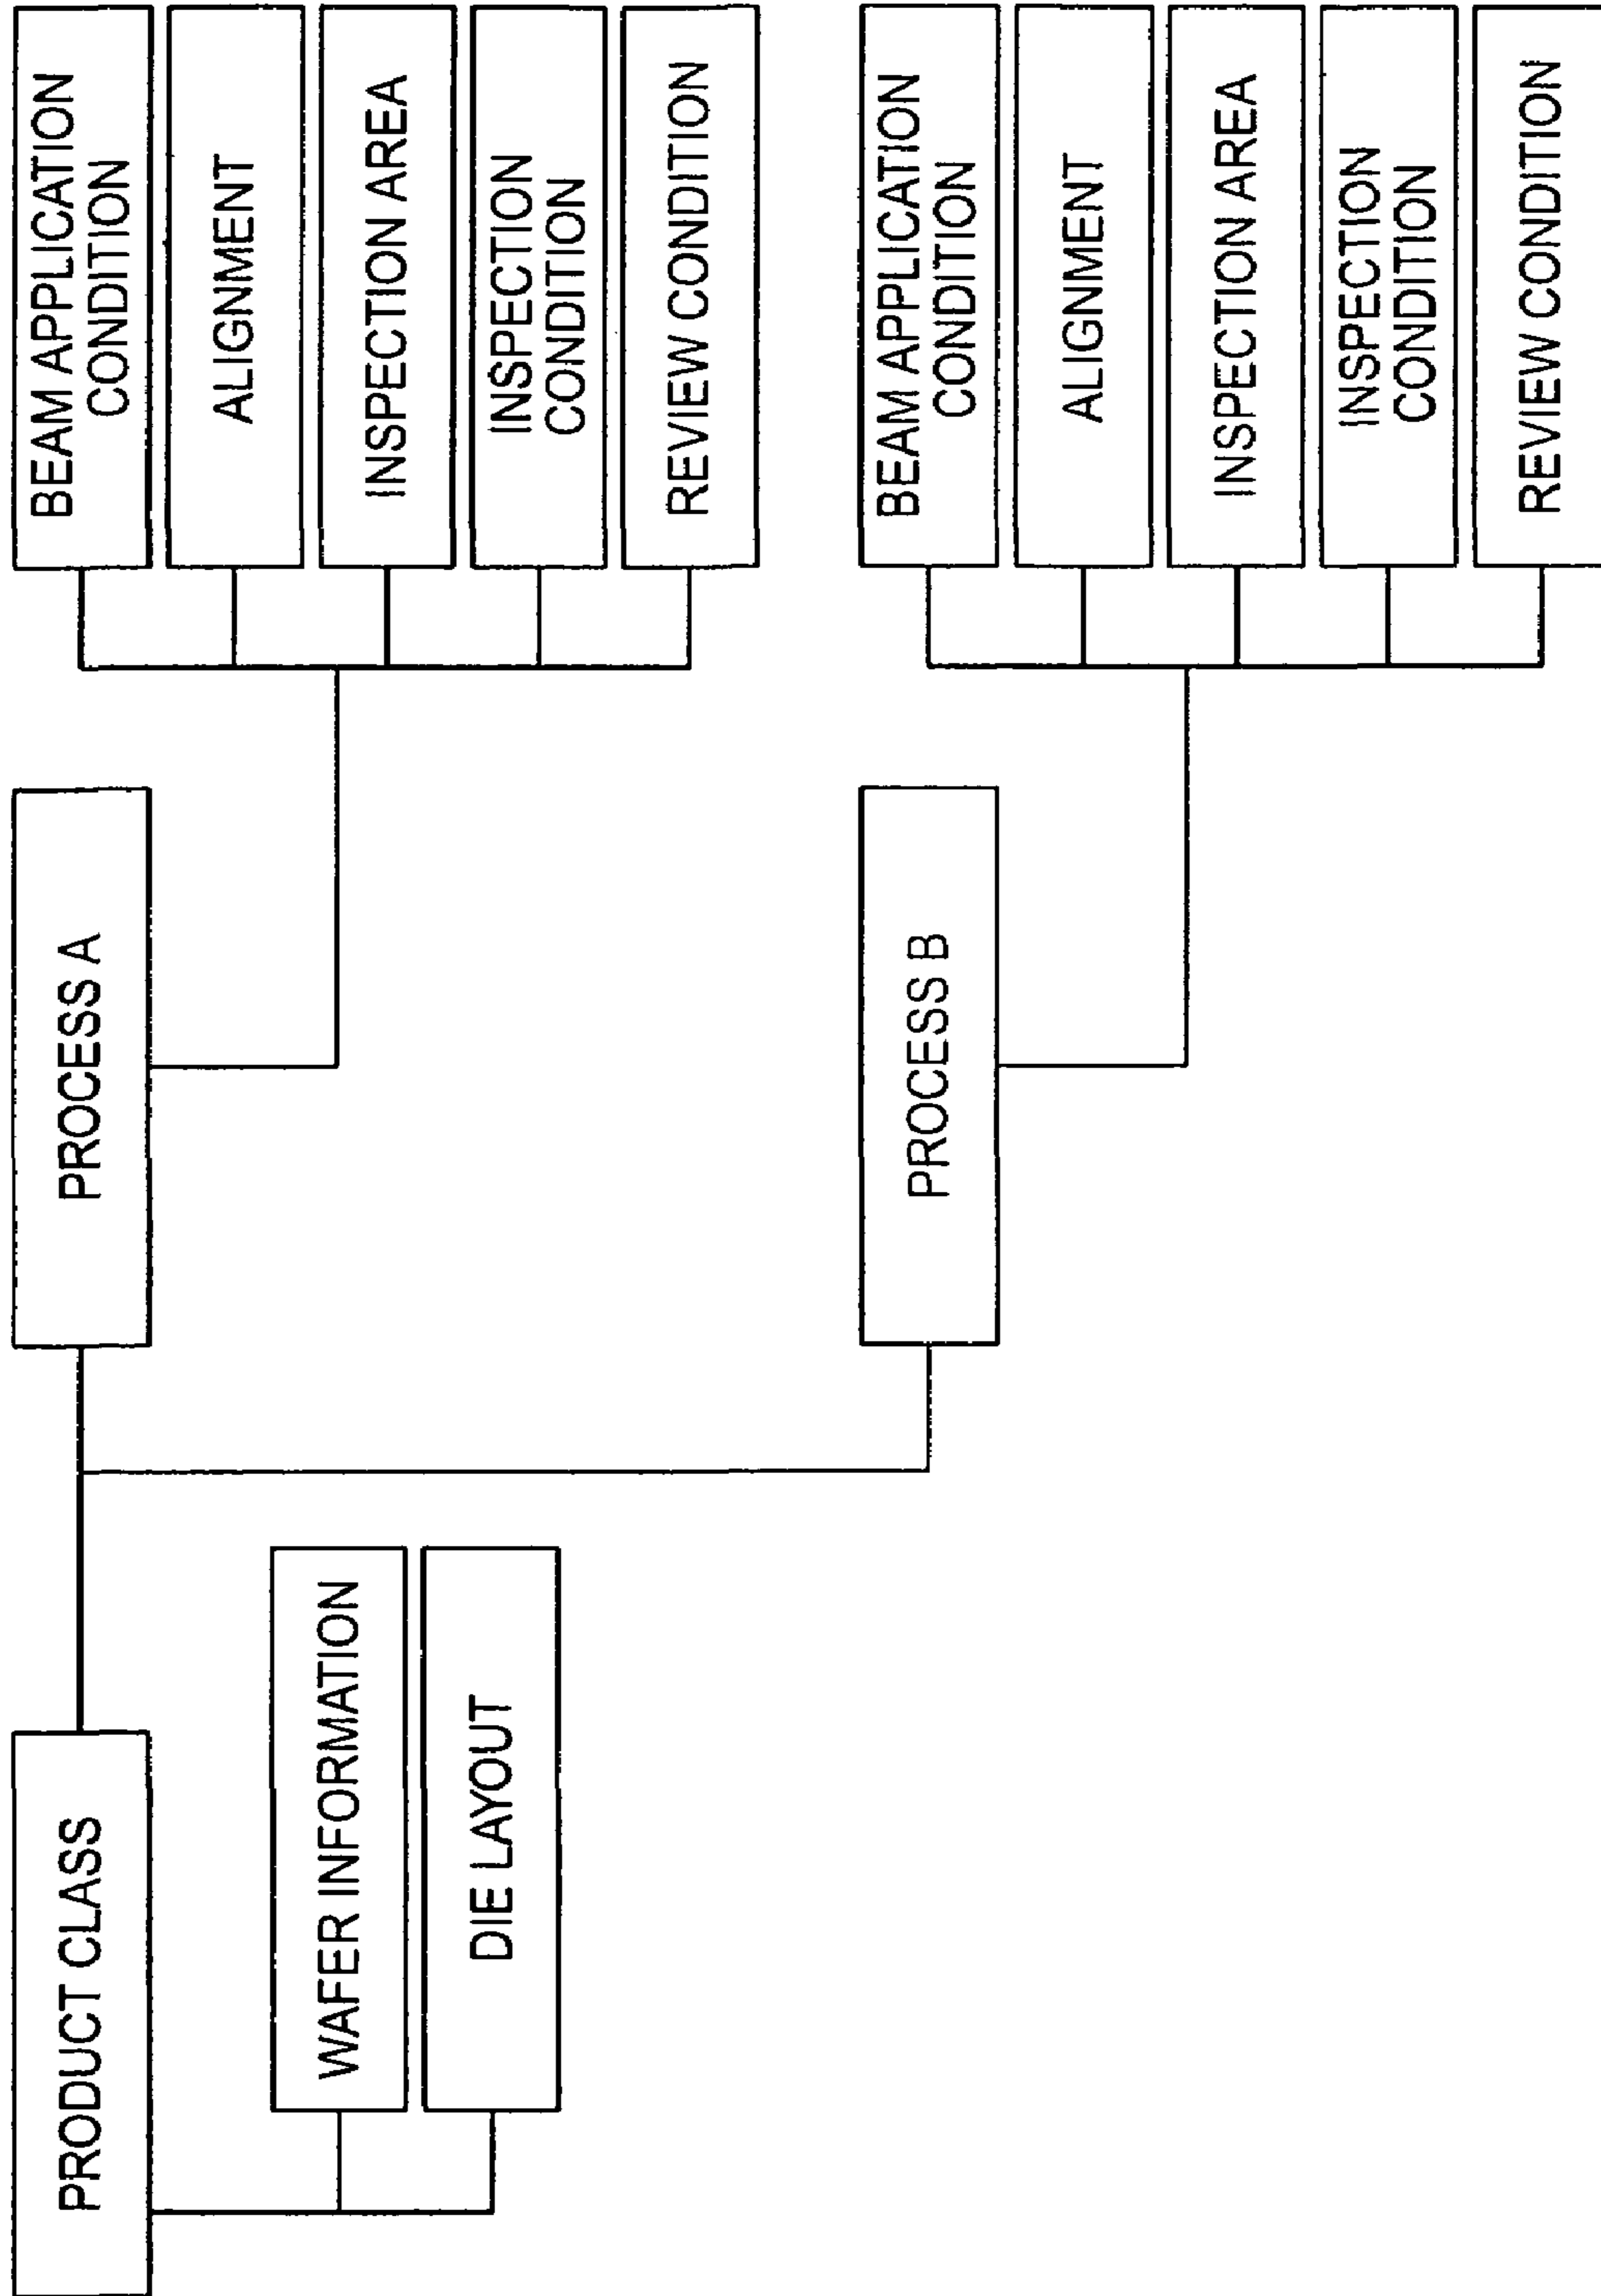 PRODUCT CLASS
WAFER INFORMATION
DIE LAYOUT
PROCESS A
BEAM APPLICATION
CONDITION
ALIGNMENT
INSPECTION AREA
INSPECTION
CONDITION
REVIEW CONDITION
PROCESS B
BEAM APPLICATION
CONDITION
ALIGNMENT
INSPECTION AREA
INSPECTION
CONDITION
REVIEW CONDITION